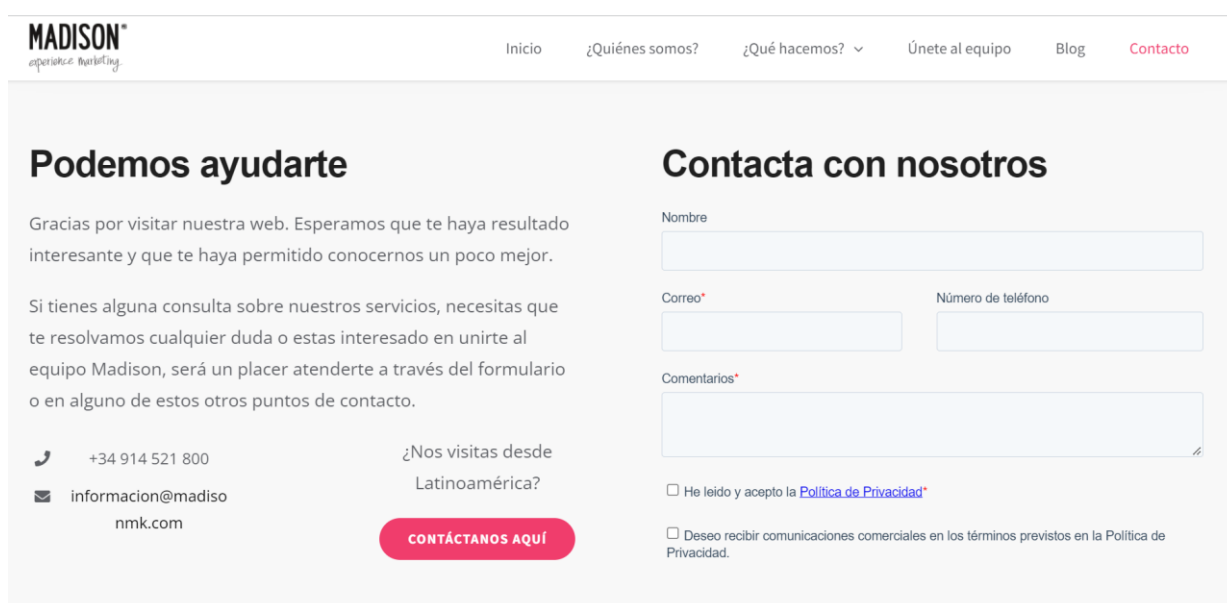 MADISON®
experience marketing.
Inicio
¿Quiénes somos?
¿Qué hacemos?
Únete al equipo
Blog
Contacto
Podemos ayudarte
Gracias por visitar nuestra web. Esperamos que te haya resultado
interesante y que te haya permitido conocernos un poco mejor.
Si tienes alguna consulta sobre nuestros servicios, necesitas que
te resolvamos cualquier duda o estas interesado en unirte al
equipo Madison, será un placer atenderte a través del formulario
o en alguno de estos otros puntos de contacto.
+34 914 521 800
informacion@madiso
nmk.com
¿Nos visitas desde
Latinoamérica?
CONTÁCTANOS AQUÍ
Contacta con nosotros
Nombre
Correo*
Número de teléfono
Comentarios*
He leido y acepto la Política de Privacidad*
Deseo recibir comunicaciones comerciales en los términos previstos en la Política de
Privacidad.